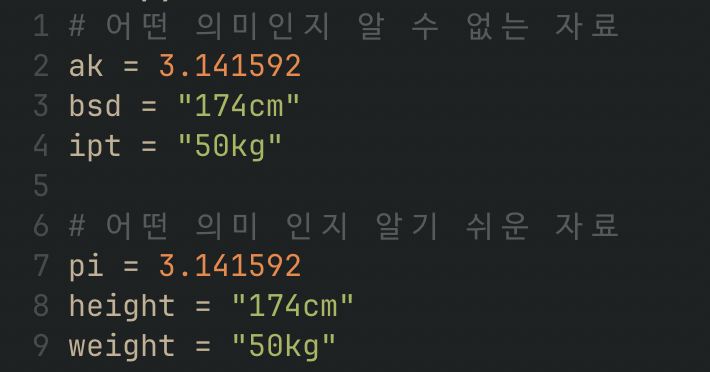 1 # 어떤 의미인지 알 수 없는 자료
2 ak = 3.141592
3 bsd = "174cm"
4 ipt = "50kg"
5
6 # 어떤 의미 인지 알기 쉬운 자료
7 pi = 3.141592
8 height = "174cm"
9 weight = "50kg"